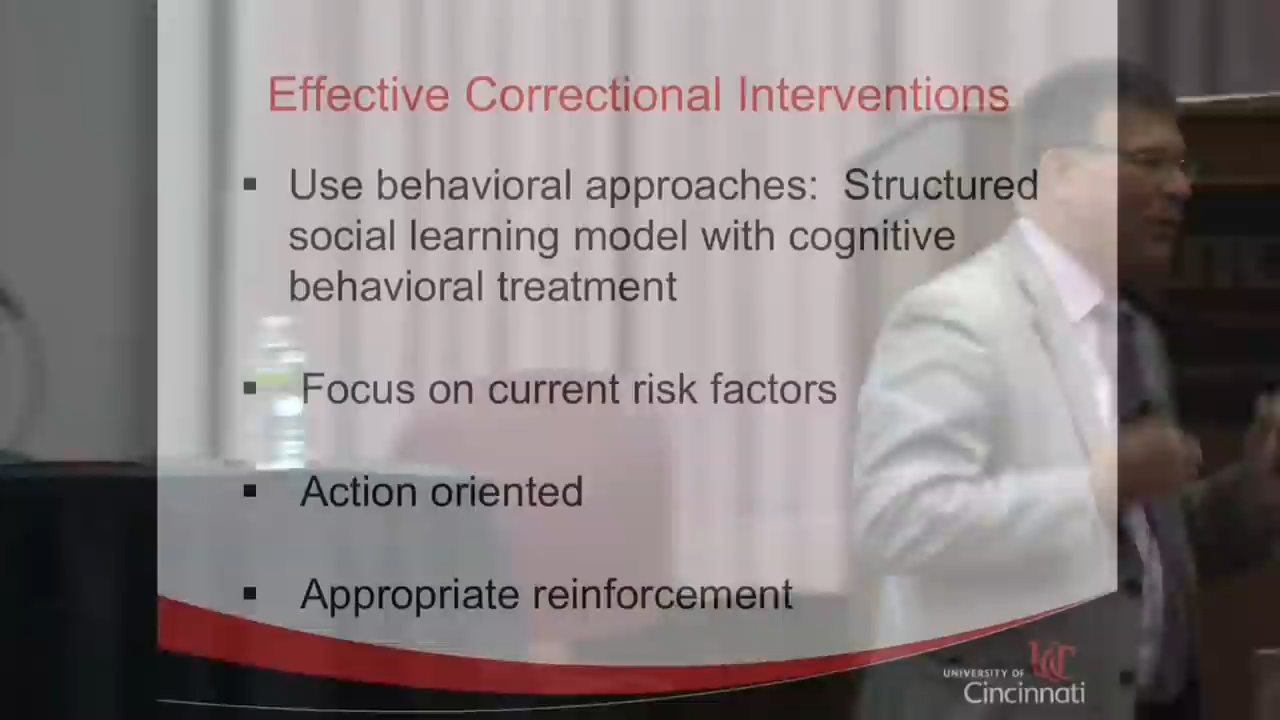 Effective Correctional Interventions
▪ Use behavioral approaches: Structured
social learning model with cognitive
behavioral treatment
▪ Focus on current risk factors
▪ Action oriented
▪ Appropriate reinforcement
UNIVERSITY OF
Cincinnati
UC